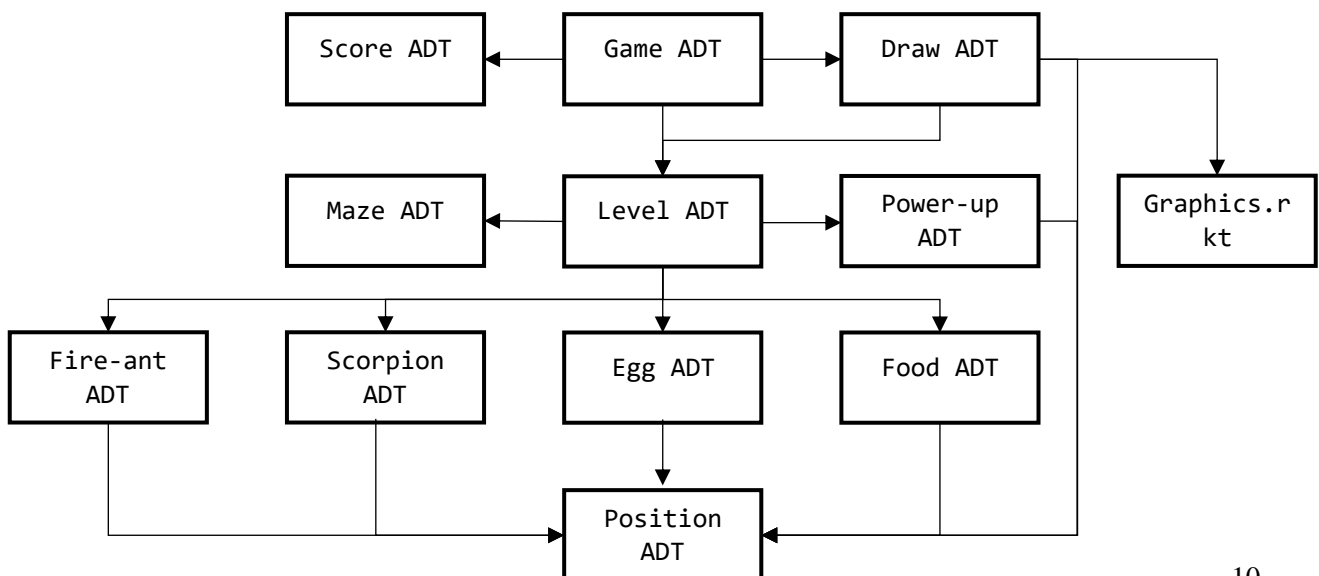 Score ADT
Game ADT
Draw ADT
Maze ADT
Level ADT
Power-up
ADT
Graphics.r
kt
Fire-ant
ADT
Scorpion
ADT
Egg ADT
Food ADT
Position
ADT
10